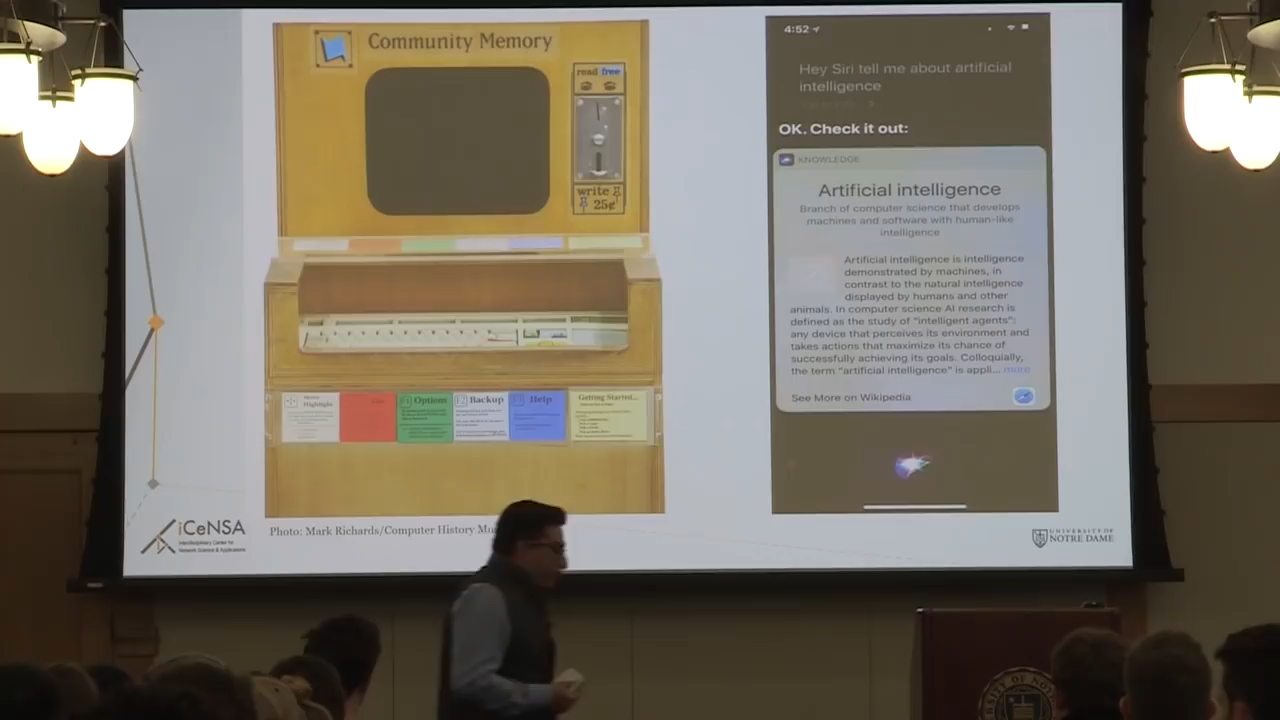 Community Memory
read free
write
25¢
Options
F2 Backup
Help
Getting Started...
Highlight
Photo: Mark Richards/Computer History
iCeNSA
Interdisciplinary Center for
Network Science & Applications
4:52
Hey Siri tell me about artificial
intelligence
OK. Check it out:
KNOWLEDGE
Artificial intelligence
Branch of computer science that develops
machines and software with human-like
intelligence
Artificial intelligence is intelligence
demonstrated by machines, in
contrast to the natural intelligence
displayed by humans and other
animals. In computer science AI research is
defined as the study of "intelligent agents":
any device that perceives its environment and
takes actions that maximize its chance of
successfully achieving its goals. Colloquially,
the term "artificial intelligence" is appli... more
See More on Wikipedia
UNIVERSITY OF
NOTRE DAME
UNIVERSITY OF NO